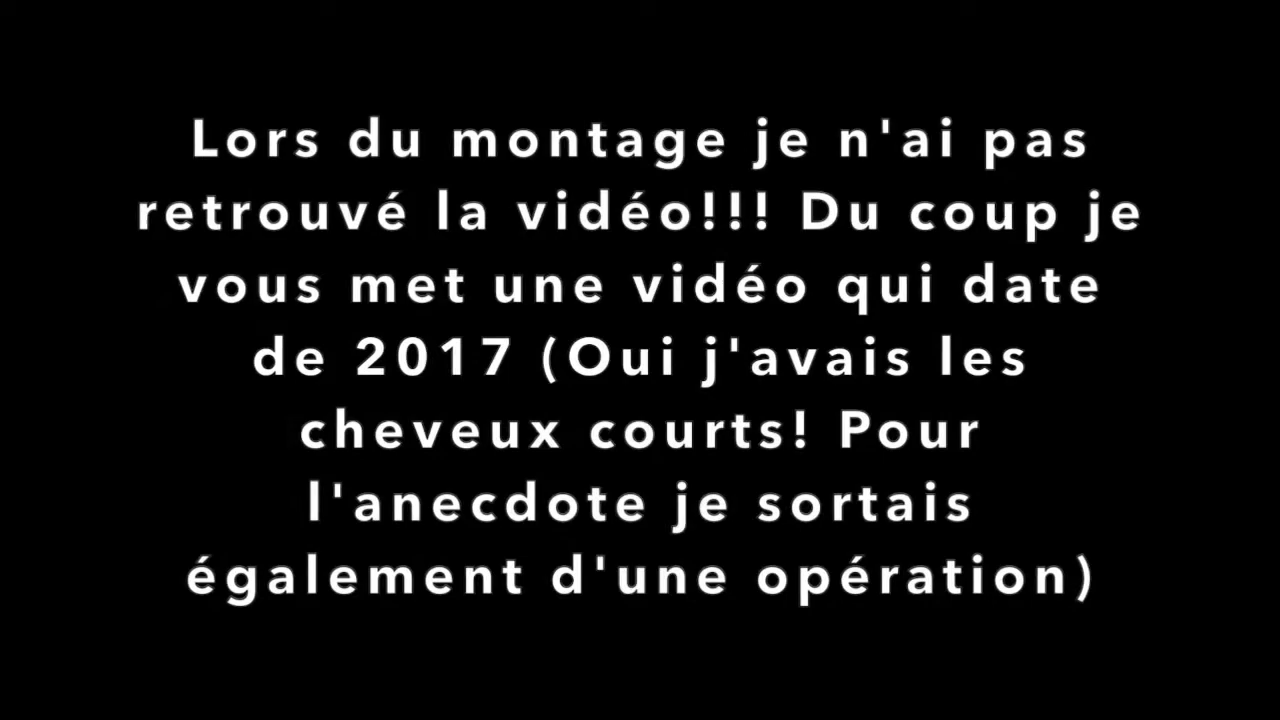 Lors du montage je n'ai pas
retrouvé la vidéo!!! Du coup je
vous met une vidéo qui date
de 2017 (Oui j'avais les
cheveux courts! Pour
l'anecdote je sortais
également d'une opération)